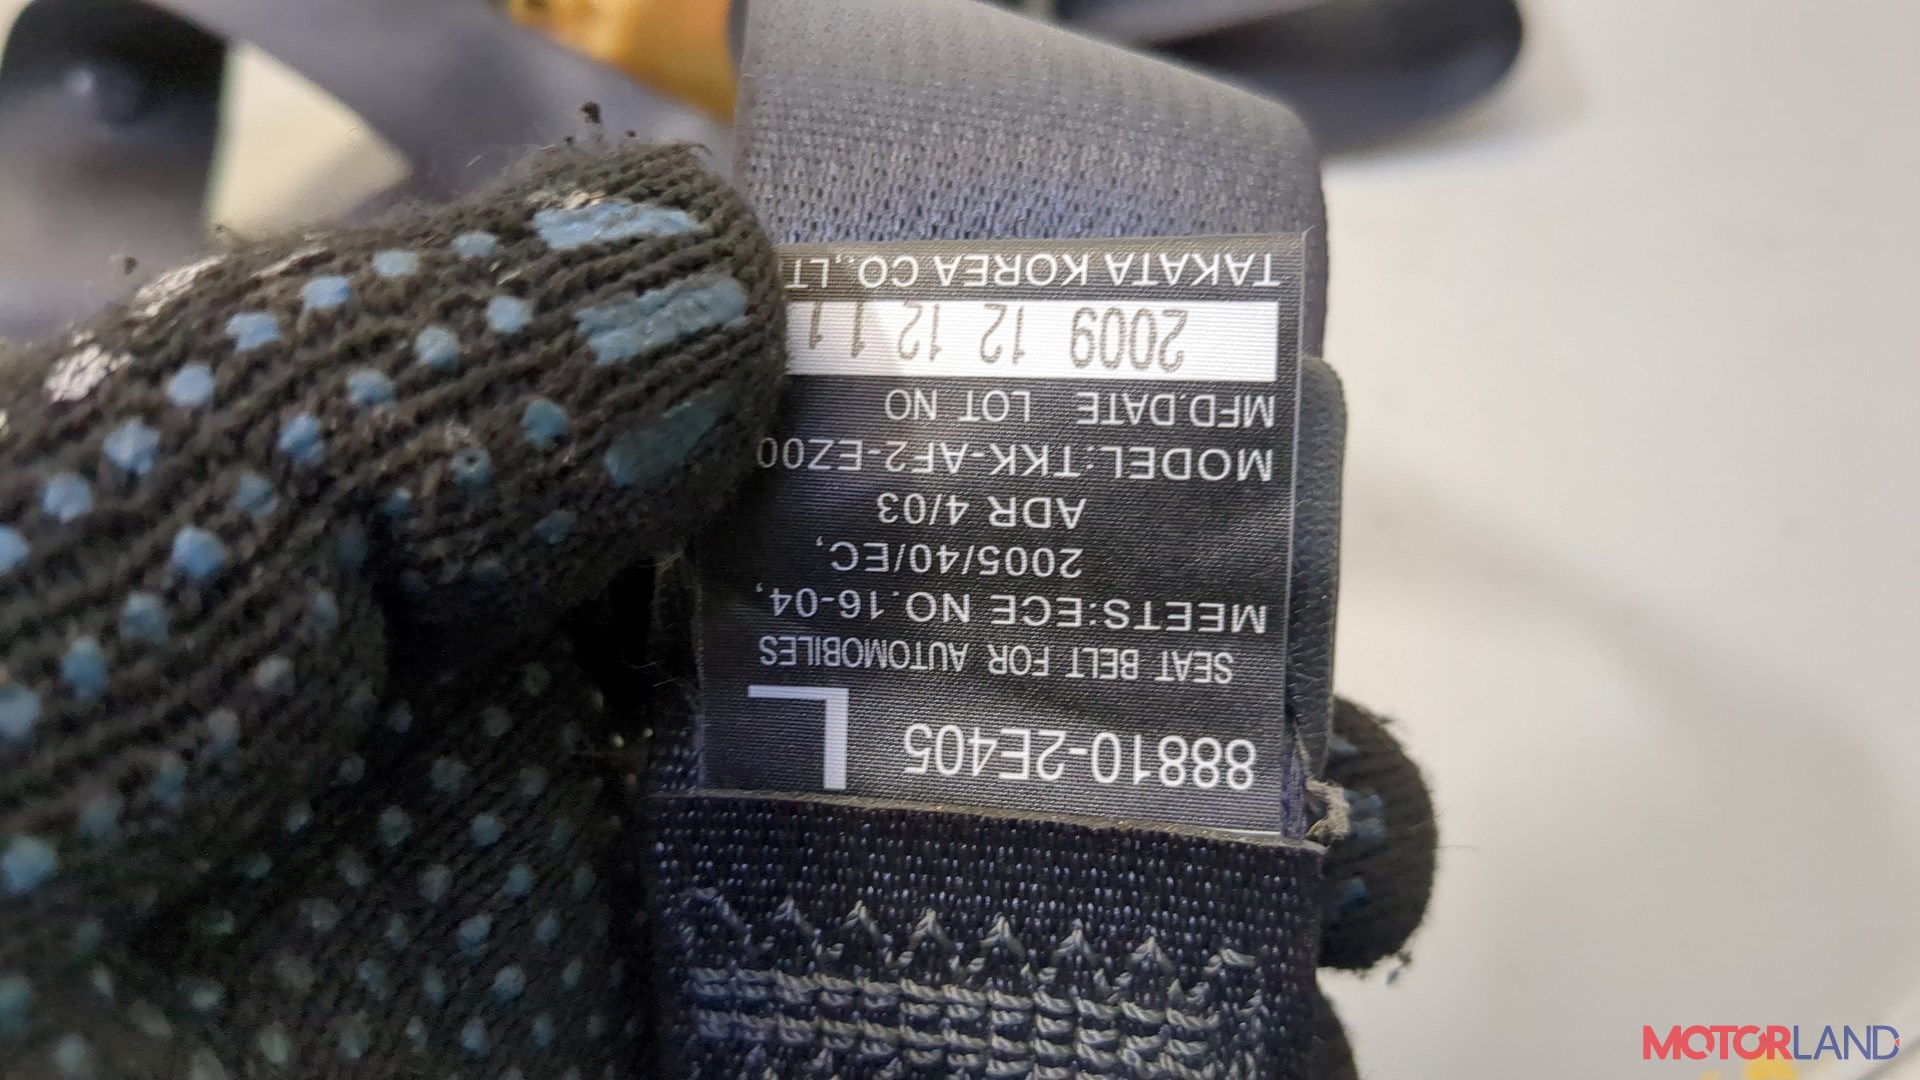 88810-2E405 L
SEAT BELT FOR AUTOMOBILES
MEETS:ECE NO.16-04,
2005/40/EC,
ADR 4/03
MODEL:TKK-AF2-EZ00
MFD.DATE LOT NO
2009 12 12 1 1
TAKATA KOREA CO.,LT
MOTORLAND